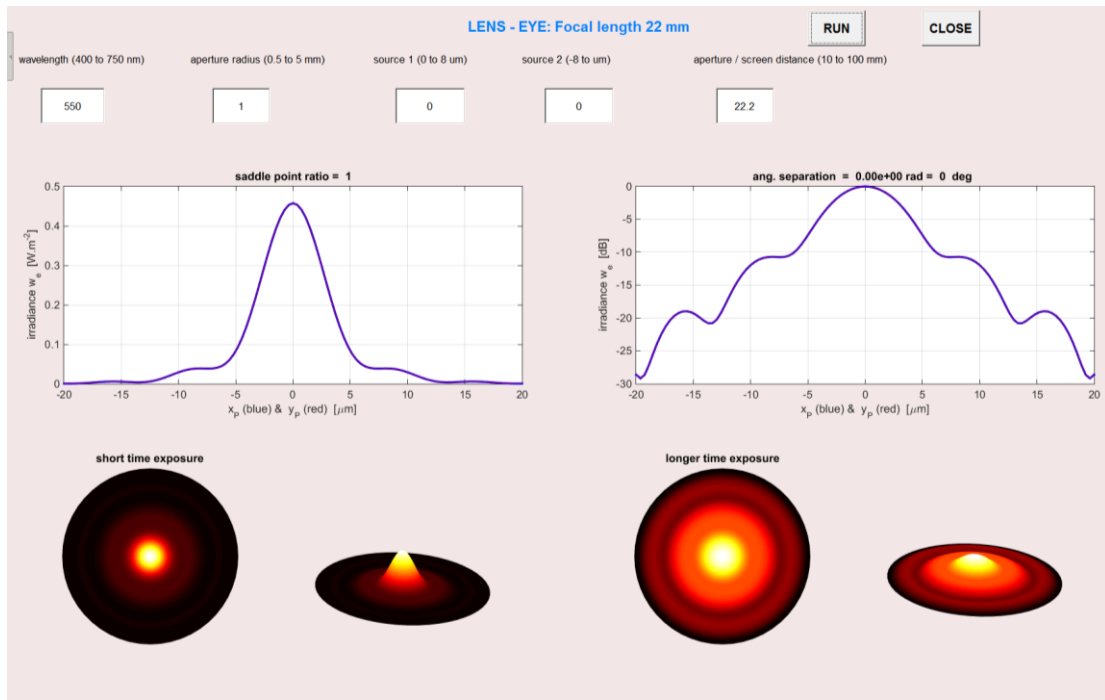 LENS - EYE: Focal length 22 mm
RUN
CLOSE
wavelength (400 to 750 nm)
aperture radius (0.5 to 5 mm)
source 1 (0 to 8 um)
source 2 (-8 to um)
aperture / screen distance (10 to 100 mm)
550
1
0
0
22.2
saddle point ratio = 1
0.5
0.4
0.3
0.2
0.1
0
irradiance w_e [W.m^-2]
-20
-15
-10
-5
0
5
10
15
20
x_P (blue) & y_P (red) [μm]
ang. separation = 0.00e+00 rad = 0 deg
0
-5
-10
-15
-20
-25
-30
irradiance w_e [dB]
-20
-15
-10
-5
0
5
10
15
20
x_P (blue) & y_P (red) [μm]
short time exposure
longer time exposure